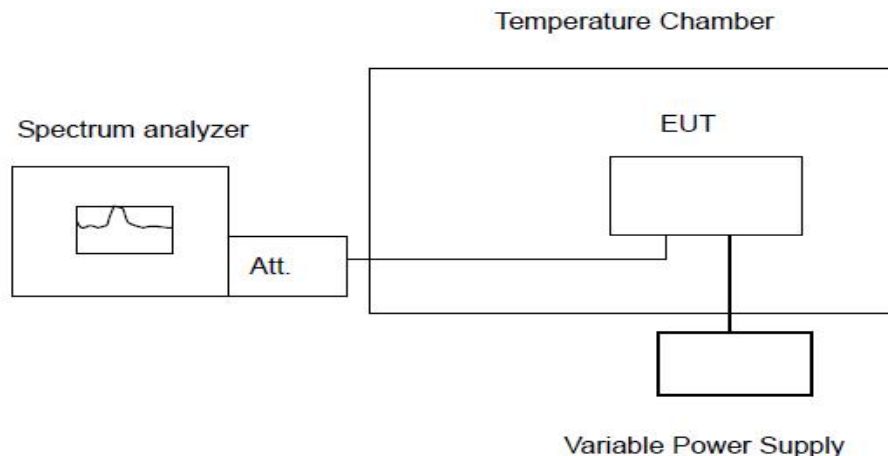 Temperature Chamber
Spectrum analyzer
EUT
Att.
Variable Power Supply